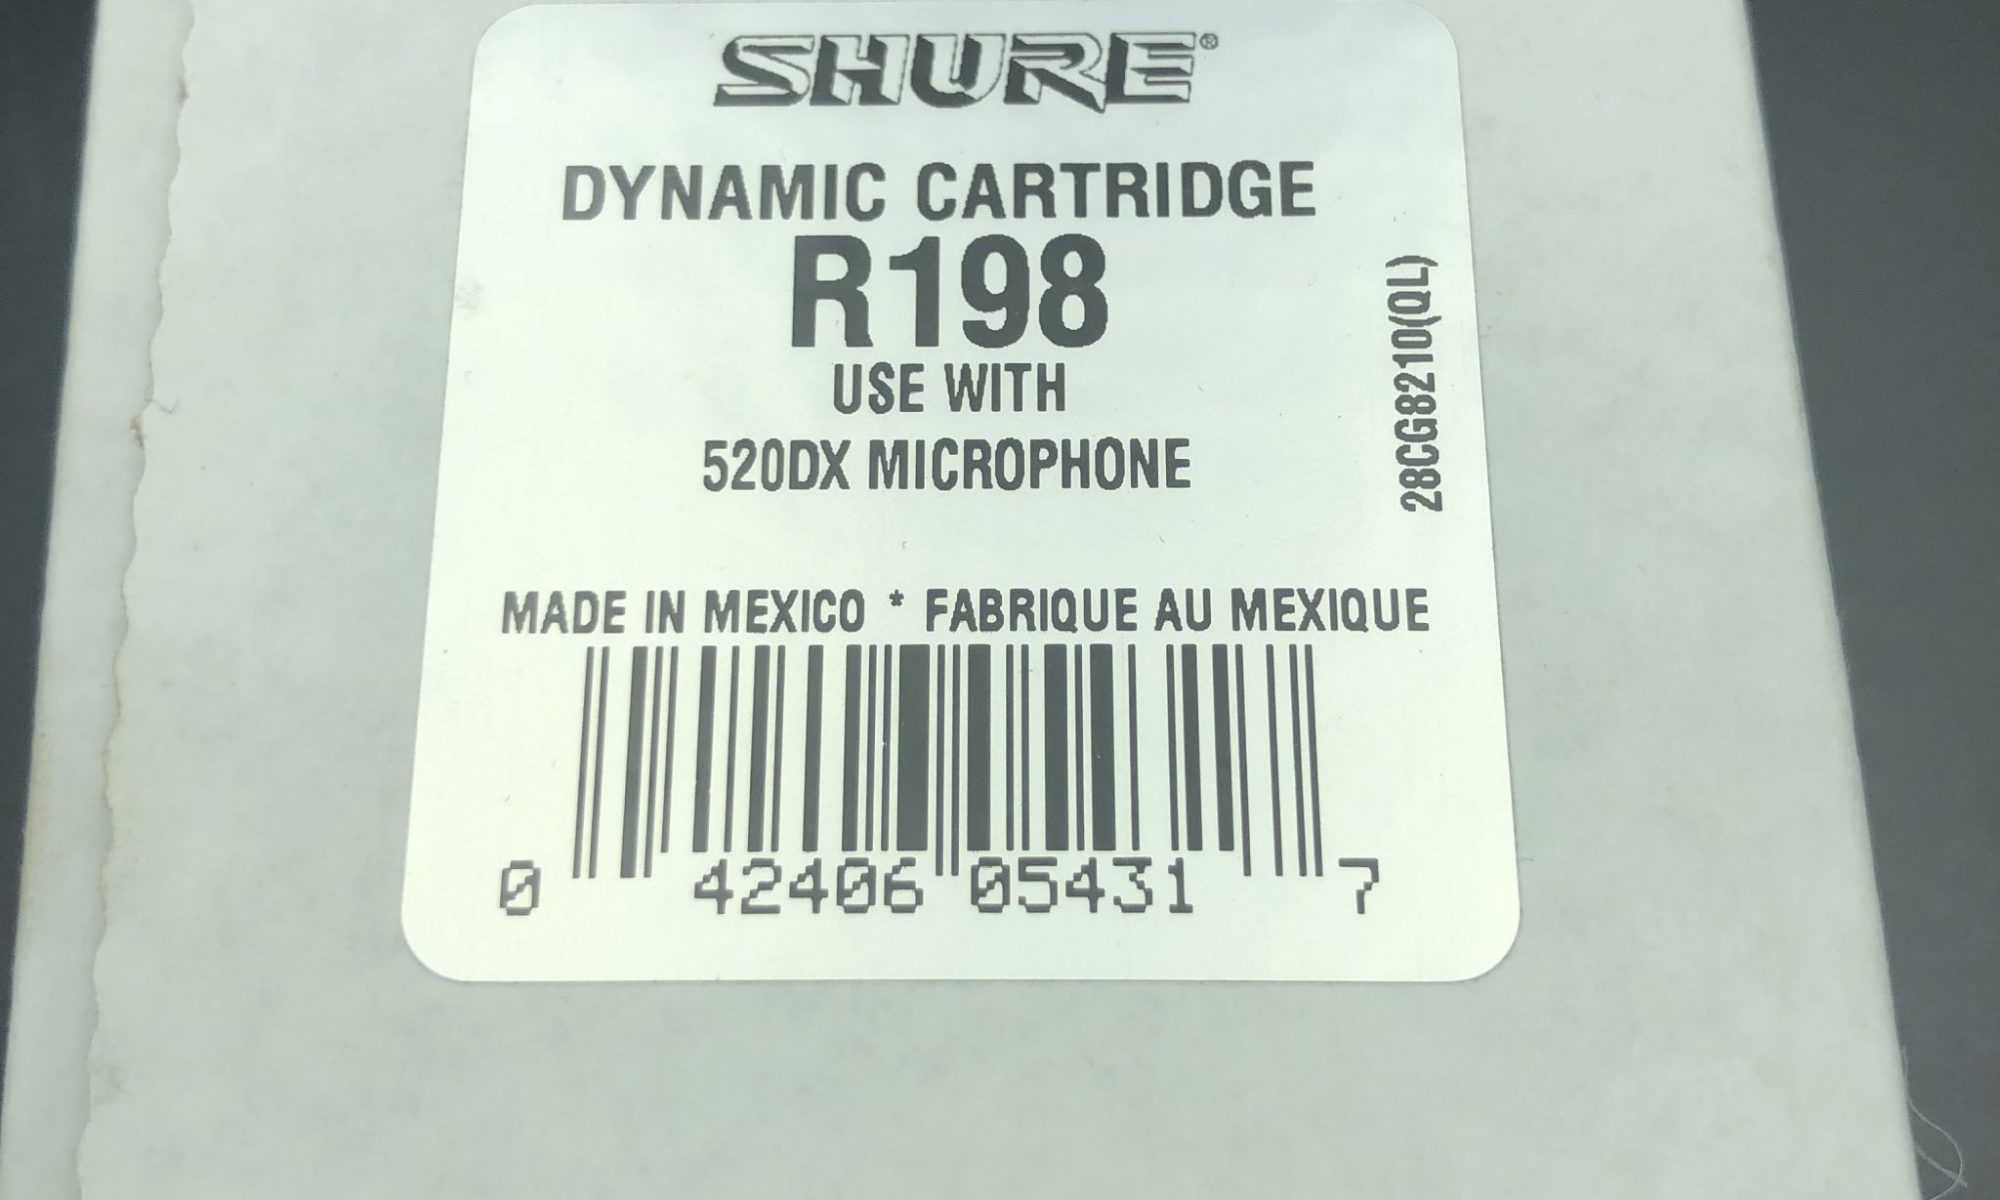 SHURE®
DYNAMIC CARTRIDGE
R198
USE WITH
520DX MICROPHONE
28CG8210(QL)
MADE IN MEXICO * FABRIQUE AU MEXIQUE
0 42406 05431 7